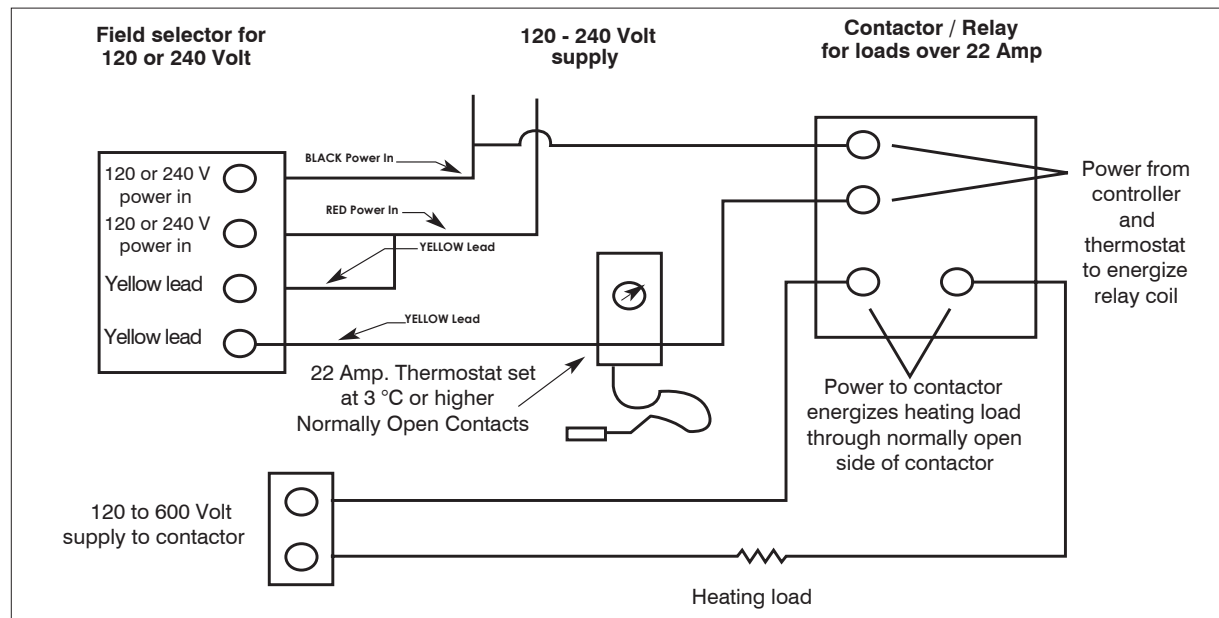 Field selector for
120 or 240 Volt
120 - 240 Volt
supply
Contactor / Relay
for loads over 22 Amp
120 or 240 V
power in
120 or 240 V
power in
Yellow lead
Yellow lead
BLACK Power In
RED Power In
YELLOW Lead
YELLOW Lead
22 Amp. Thermostat set
at 3 °C or higher
Normally Open Contacts
Power from
controller
and
thermostat
to energize
relay coil
Power to contactor
energizes heating load
through normally open
side of contactor
120 to 600 Volt
supply to contactor
Heating load